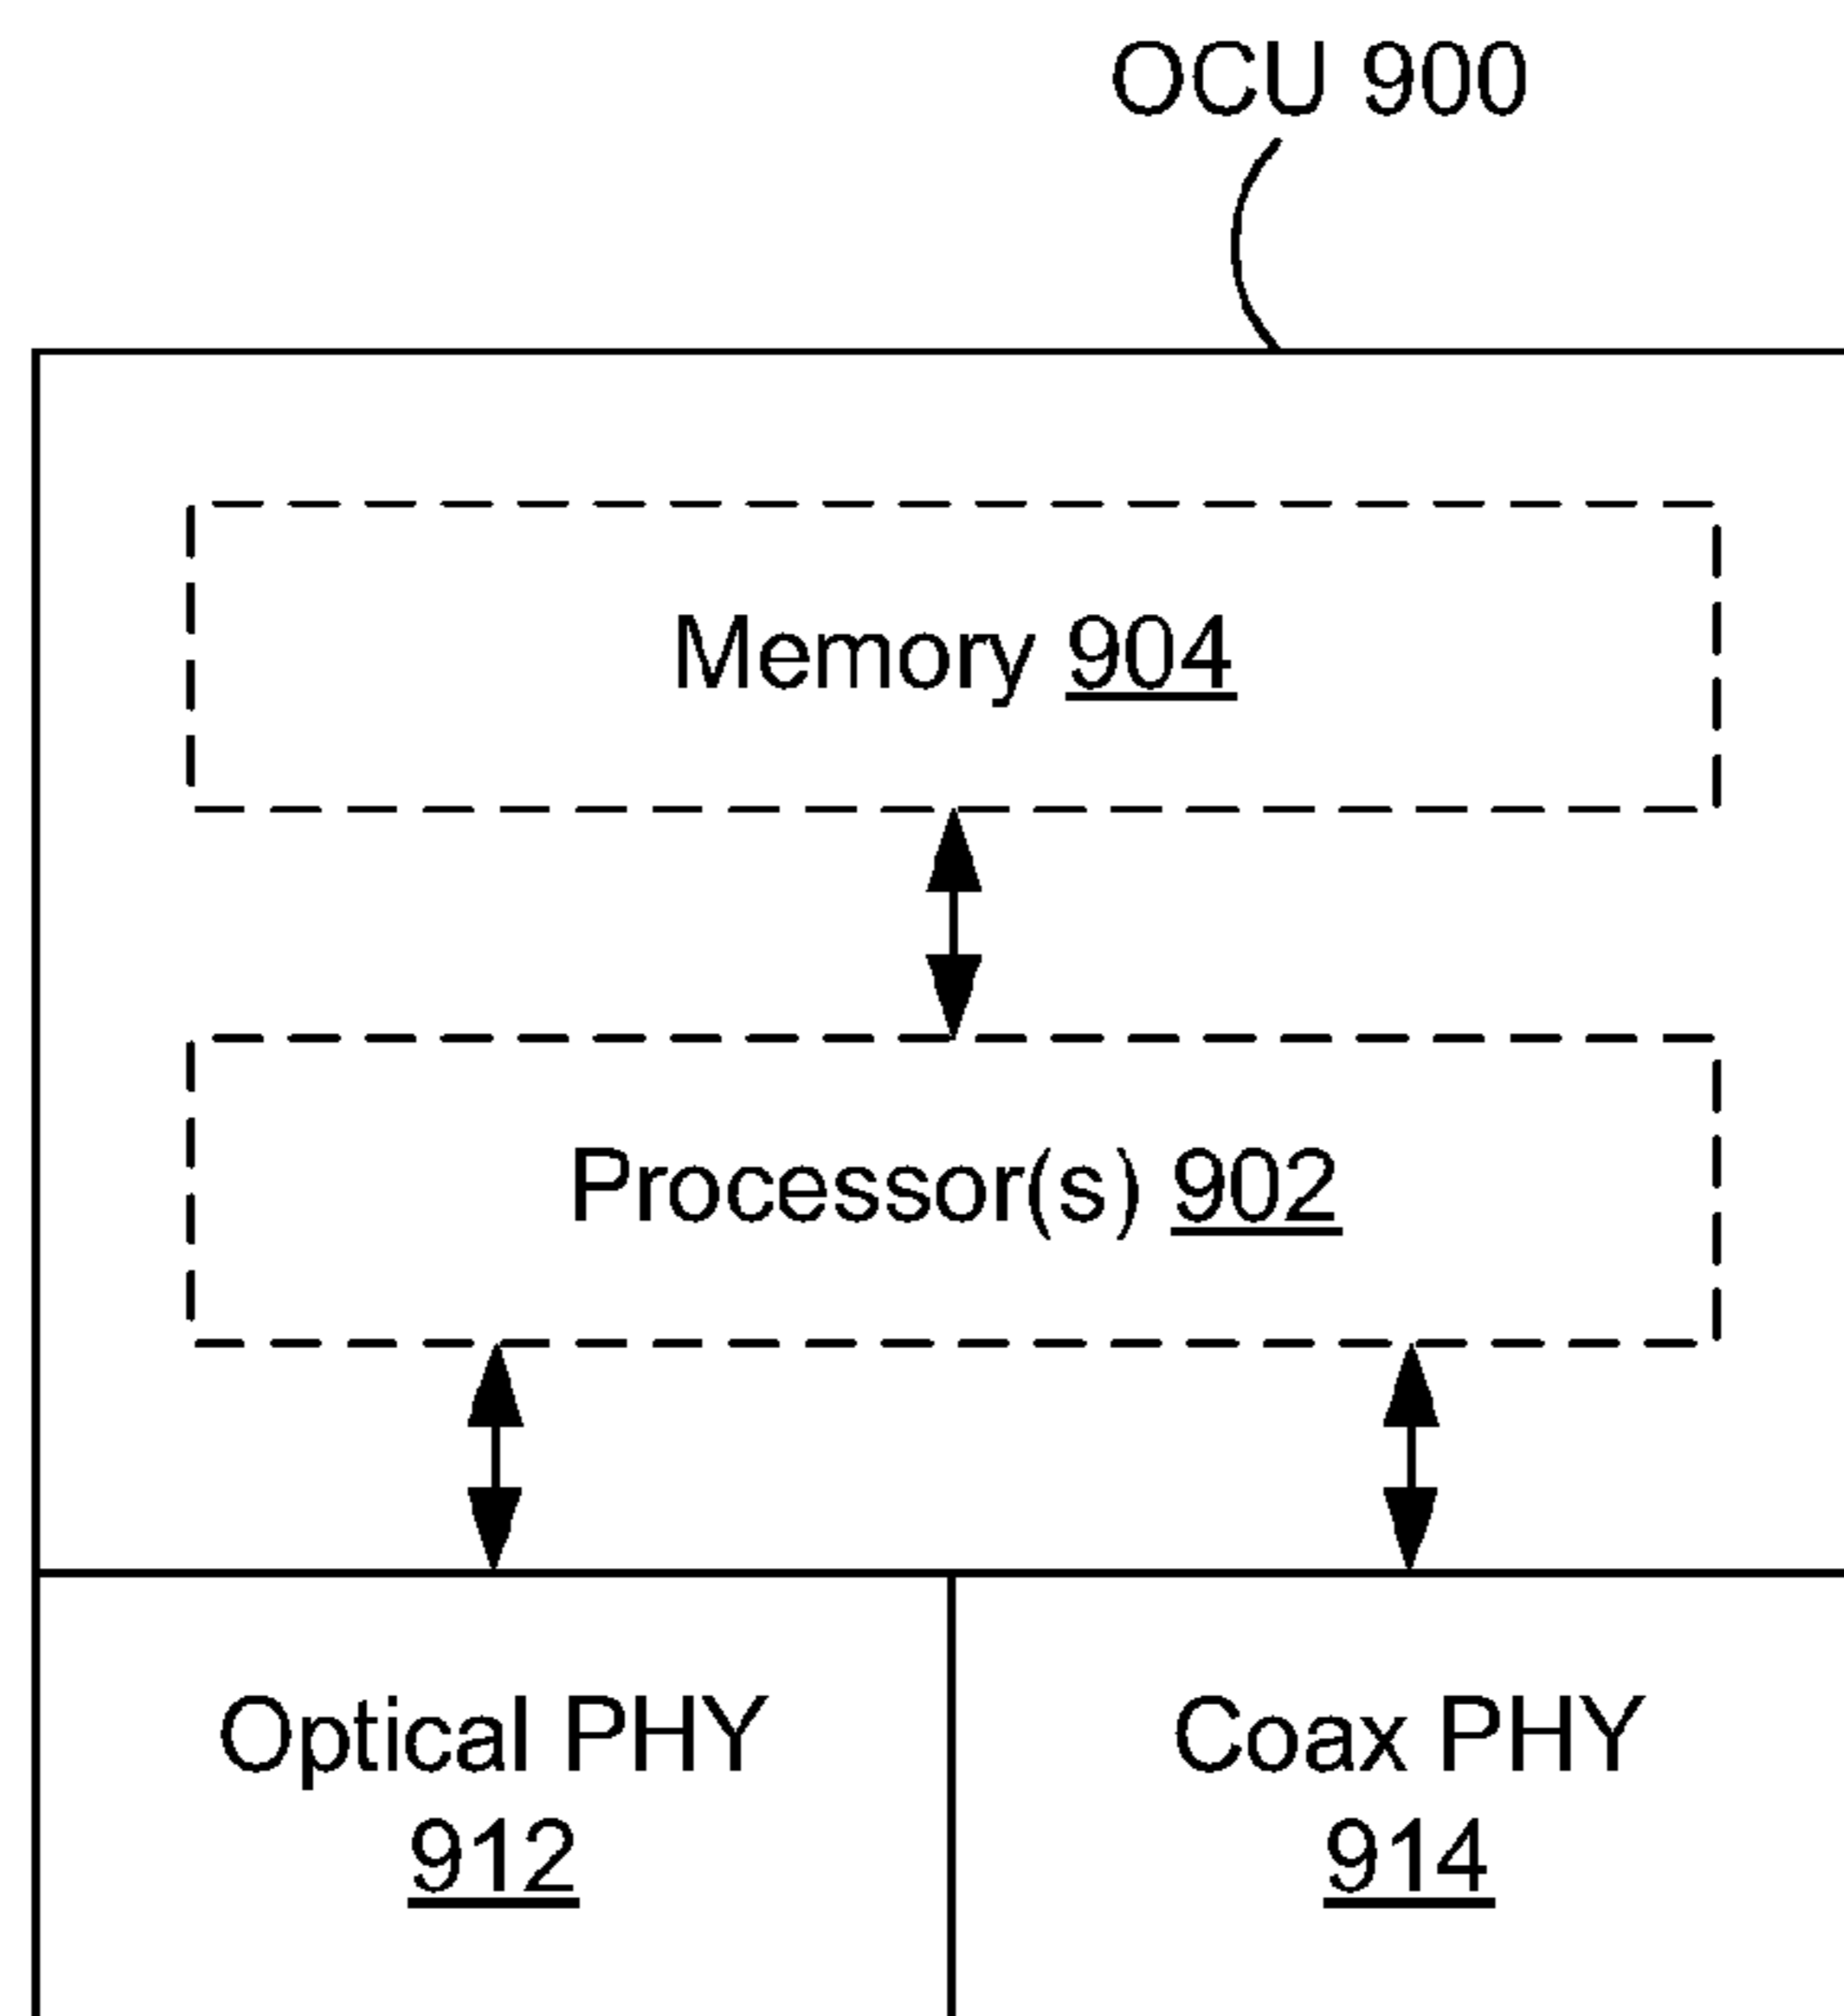 OCU 900
Memory 904
Processor(s) 902
Optical PHY
912
Coax PHY
914